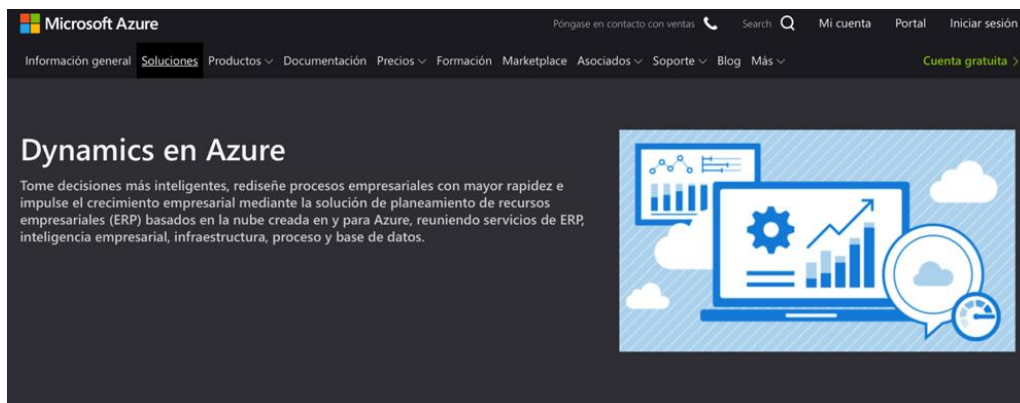 Microsoft Azure
Póngase en contacto con ventas Search Mi cuenta Portal Iniciar sesión
Información general Soluciones Productos Documentación Precios Formación Marketplace Asociados Soporte Blog Más Cuenta gratuita >
Dynamics en Azure
Tome decisiones más inteligentes, rediseñe procesos empresariales con mayor rapidez e
impulse el crecimiento empresarial mediante la solución de planeamiento de recursos
empresariales (ERP) basados en la nube creada en y para Azure, reuniendo servicios de ERP,
inteligencia empresarial, infraestructura, proceso y base de datos.